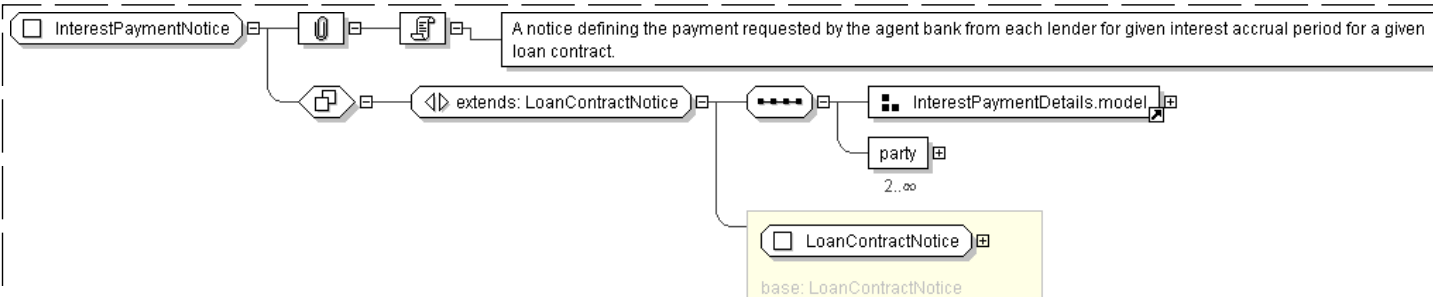 InterestPaymentNotice
A notice defining the payment requested by the agent bank from each lender for given interest accrual period for a given
loan contract.
extends: LoanContractNotice
InterestPaymentDetails.model
party
2..∞
LoanContractNotice
base: LoanContractNotice